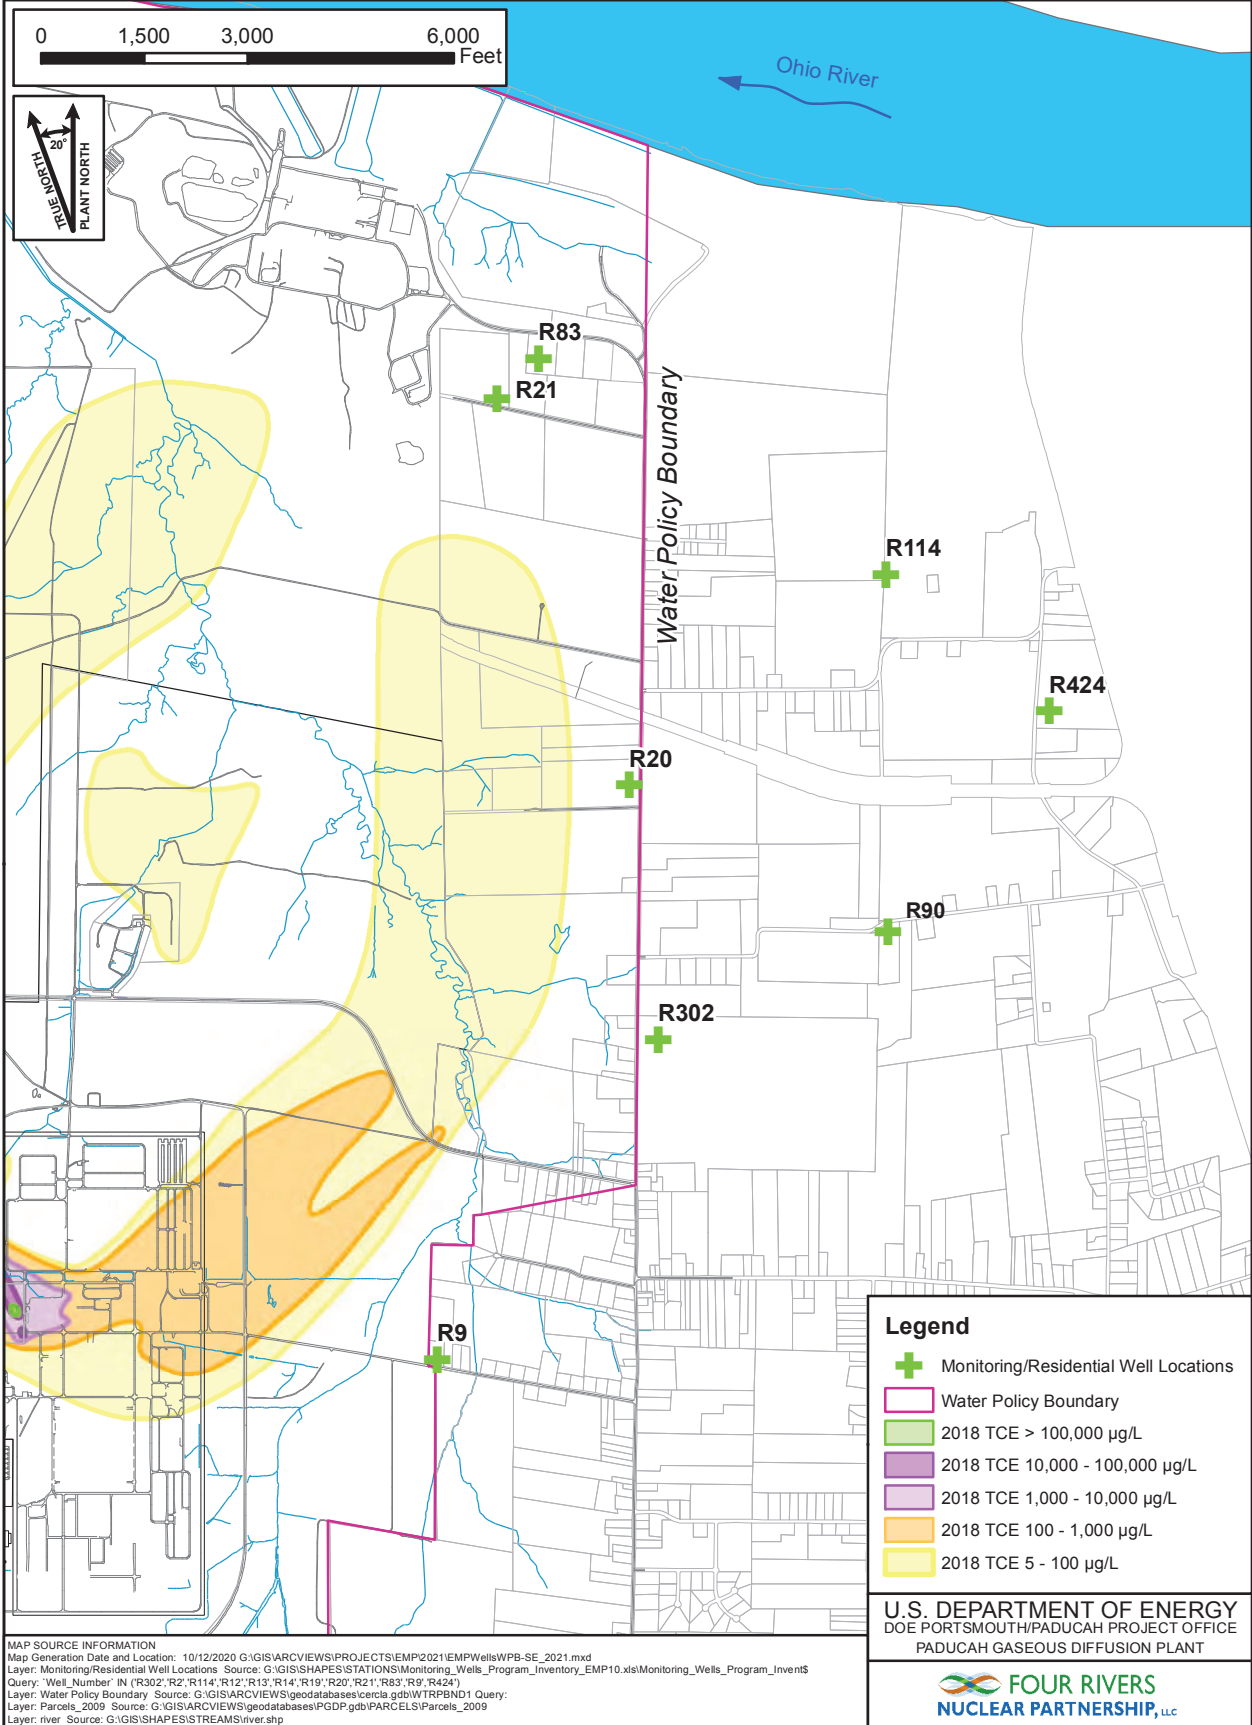 0 1,500 3,000 6,000
Feet
Ohio River
20°
TRUE NORTH
PLANT NORTH
R83
R21
Water Policy Boundary
R114
R424
R20
R90
R302
R9
Legend
Monitoring/Residential Well Locations
Water Policy Boundary
2018 TCE > 100,000 µg/L
2018 TCE 10,000 - 100,000 µg/L
2018 TCE 1,000 - 10,000 µg/L
2018 TCE 100 - 1,000 µg/L
2018 TCE 5 - 100 µg/L
U.S. DEPARTMENT OF ENERGY
DOE PORTSMOUTH/PADUCAH PROJECT OFFICE
PADUCAH GASEOUS DIFFUSION PLANT
FOUR RIVERS
NUCLEAR PARTNERSHIP, LLC
MAP SOURCE INFORMATION
Map Generation Date and Location: 10/12/2020 G:\GIS\ARCVIEWS\PROJECTS\EMP\2021\EMPWellsWPB-SE_2021.mxd
Layer: Monitoring/Residential Well Locations Source: G:\GIS\SHAPES\STATIONS\Monitoring_Wells_Program_Inventory_EMP10.xls\Monitoring_Wells_Program_Invent$
Query: `Well_Number` IN ('R302','R2','R114','R12','R13','R14','R19','R20','R21','R83','R9','R424')
Layer: Water Policy Boundary Source: G:\GIS\ARCVIEWS\geodatabases\cercla.gdb\WTRPBND1 Query:
Layer: Parcels_2009 Source: G:\GIS\ARCVIEWS\geodatabases\PGDP.gdb\PARCELS\Parcels_2009
Layer: river Source: G:\GIS\SHAPES\STREAMS\river.shp